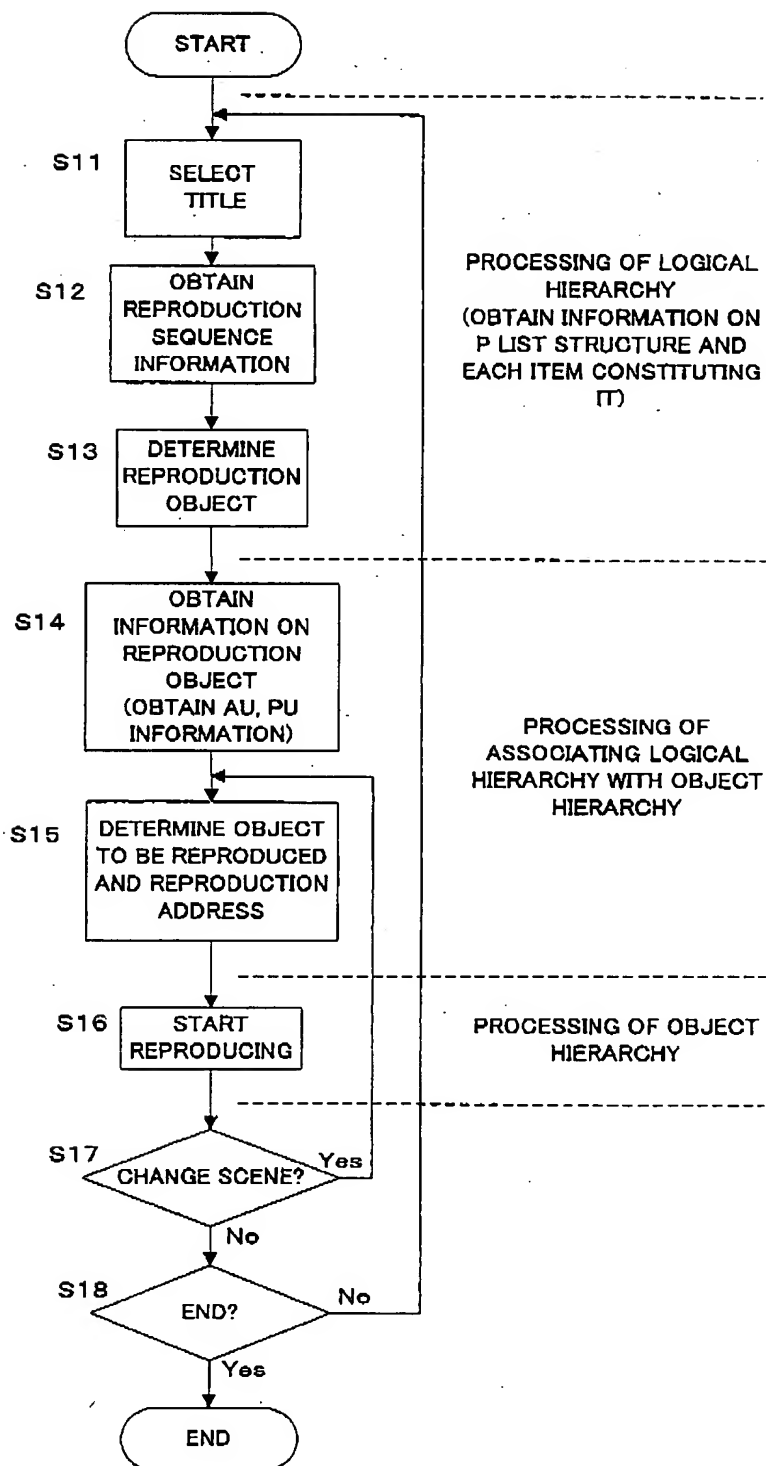 START
S11
SELECT
TITLE
S12
OBTAIN
REPRODUCTION
SEQUENCE
INFORMATION
PROCESSING OF LOGICAL
HIERARCHY
(OBTAIN INFORMATION ON
P LIST STRUCTURE AND
EACH ITEM CONSTITUTING
IT)
S13
DETERMINE
REPRODUCTION
OBJECT
S14
OBTAIN
INFORMATION ON
REPRODUCTION
OBJECT
(OBTAIN AU, PU
INFORMATION)
PROCESSING OF
ASSOCIATING LOGICAL
HIERARCHY WITH OBJECT
HIERARCHY
S15
DETERMINE OBJECT
TO BE REPRODUCED
AND REPRODUCTION
ADDRESS
S16
START
REPRODUCING
PROCESSING OF OBJECT
HIERARCHY
S17
CHANGE SCENE?
Yes
No
S18
END?
No
Yes
END